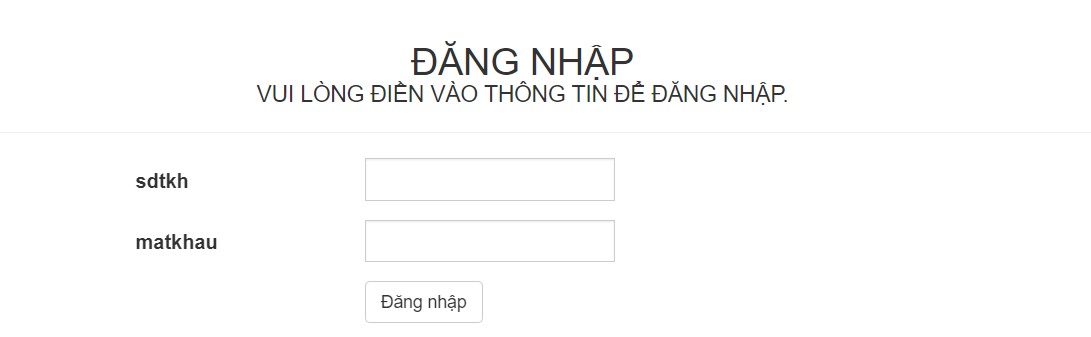 ĐĂNG NHẬP
VUI LÒNG ĐIỀN VÀO THÔNG TIN ĐỂ ĐĂNG NHẬP.
sdtkh
matkhau
Đăng nhập